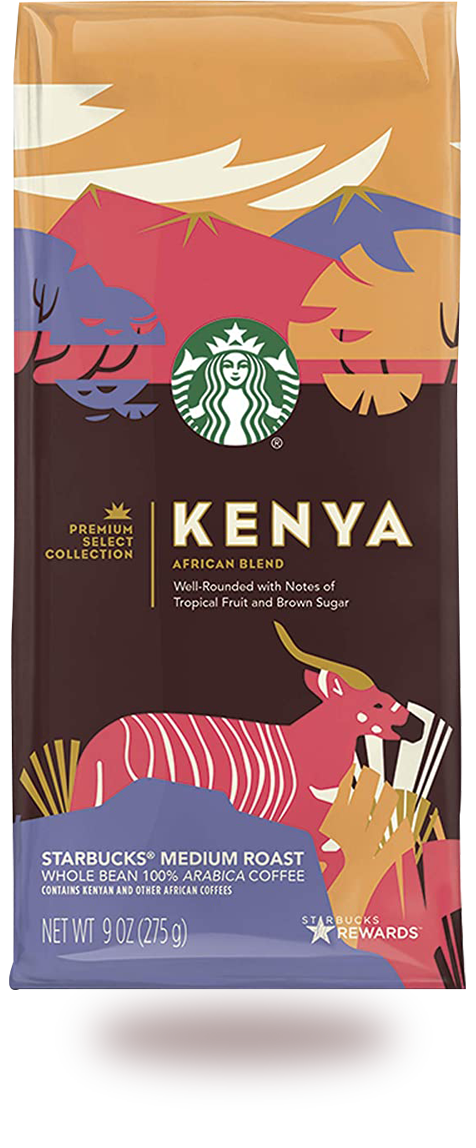 ®
PREMIUM
SELECT
COLLECTION
KENYA
AFRICAN BLEND
Well-Rounded with Notes of
Tropical Fruit and Brown Sugar
STARBUCKS® MEDIUM ROAST
WHOLE BEAN 100% ARABICA COFFEE
CONTAINS KENYAN AND OTHER AFRICAN COFFEES
NET WT 9 OZ (275 g)
STARBUCKS
REWARDS™